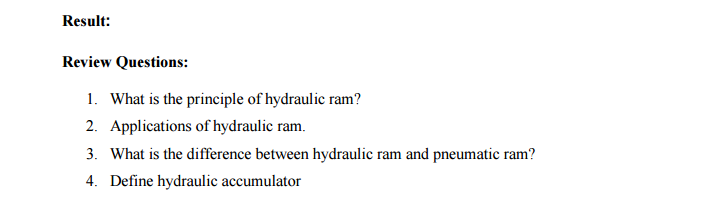 Result:
Review Questions:
1. What is the principle of hydraulic ram?
2. Applications of hydraulic ram.
3. What is the difference between hydraulic ram and pneumatic ram?
4. Define hydraulic accumulator